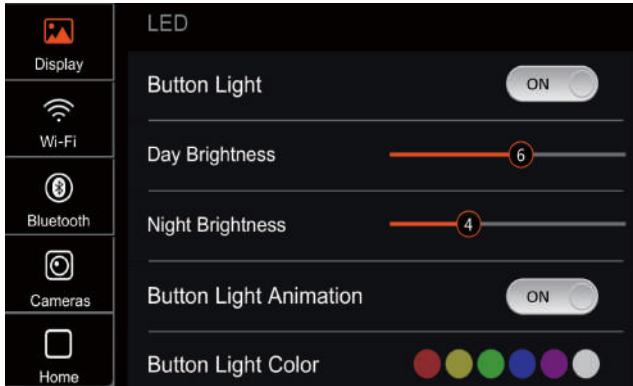 Display
Wi-Fi
Bluetooth
Cameras
Home
LED
Button Light ON
Day Brightness 6
Night Brightness 4
Button Light Animation ON
Button Light Color